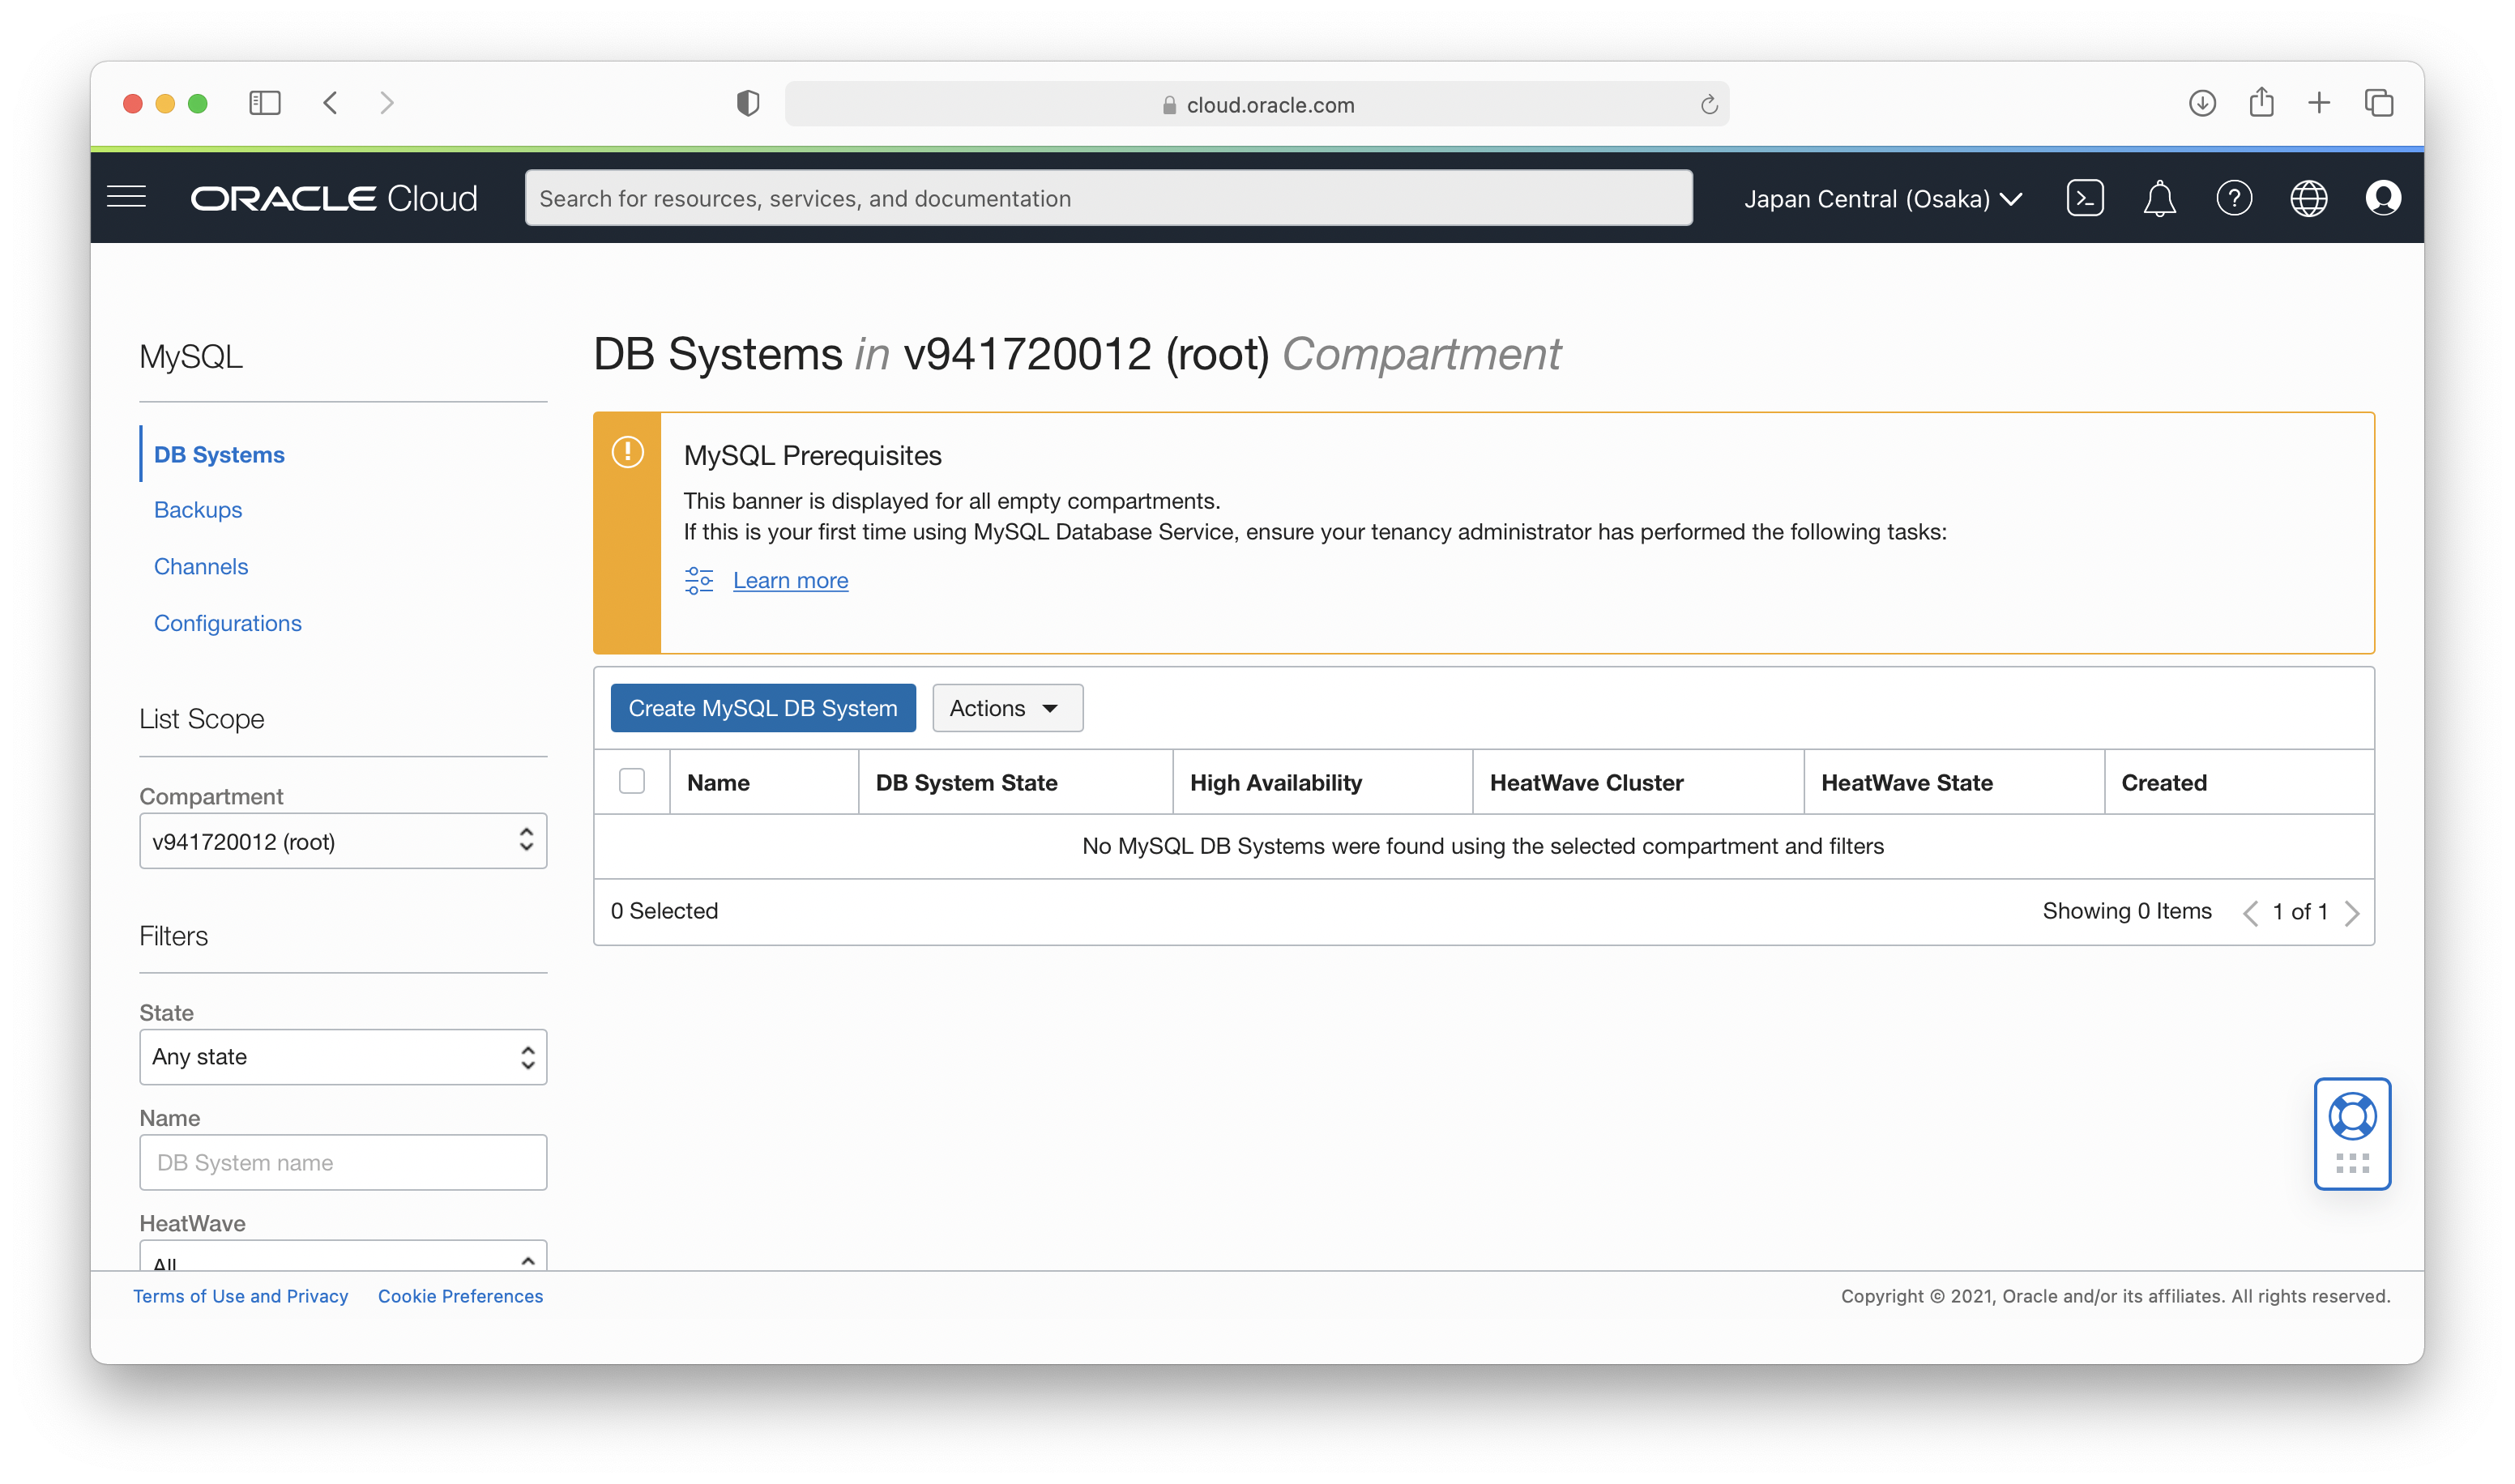 cloud.oracle.com
ORACLE Cloud
Search for resources, services, and documentation
Japan Central (Osaka)
MySQL
DB Systems
Backups
Channels
Configurations
List Scope
Compartment
v941720012 (root)
Filters
State
Any state
Name
DB System name
HeatWave
All
DB Systems in v941720012 (root) Compartment
MySQL Prerequisites
This banner is displayed for all empty compartments.
If this is your first time using MySQL Database Service, ensure your tenancy administrator has performed the following tasks:
Learn more
Create MySQL DB System Actions
Name DB System State High Availability HeatWave Cluster HeatWave State Created
No MySQL DB Systems were found using the selected compartment and filters
0 Selected Showing 0 Items 1 of 1
Terms of Use and Privacy Cookie Preferences Copyright © 2021, Oracle and/or its affiliates. All rights reserved.